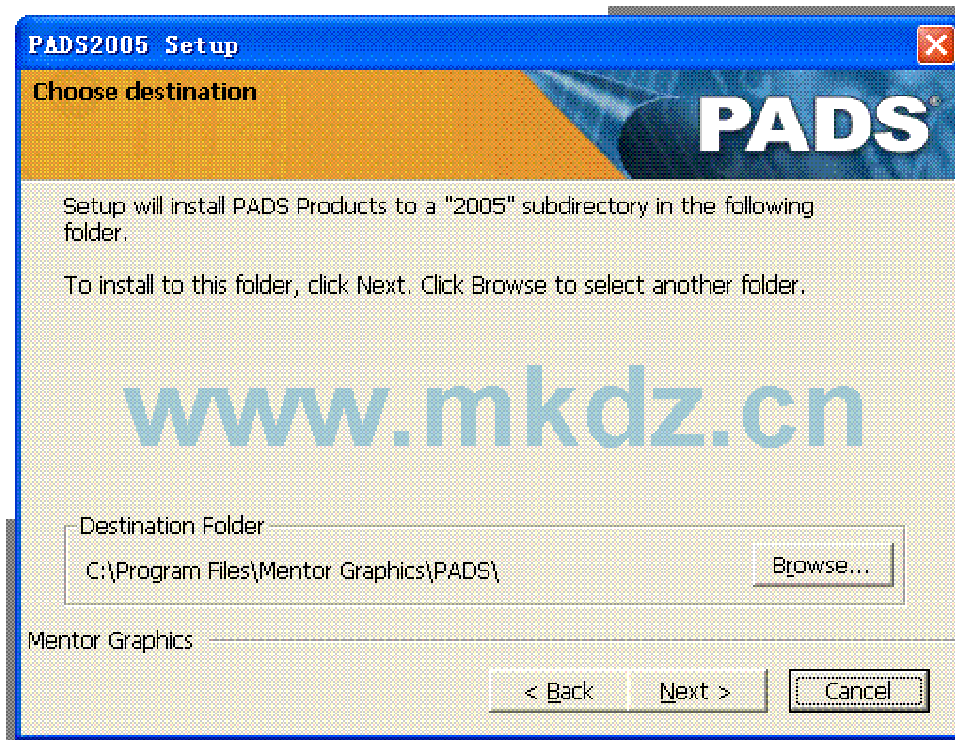 PADS2005 Setup
Choose destination
PADS®
Setup will install PADS Products to a "2005" subdirectory in the following
folder.
To install to this folder, click Next. Click Browse to select another folder.
www.mkdz.cn
Destination Folder
C:\Program Files\Mentor Graphics\PADS\
Browse...
Mentor Graphics
< Back
Next >
Cancel